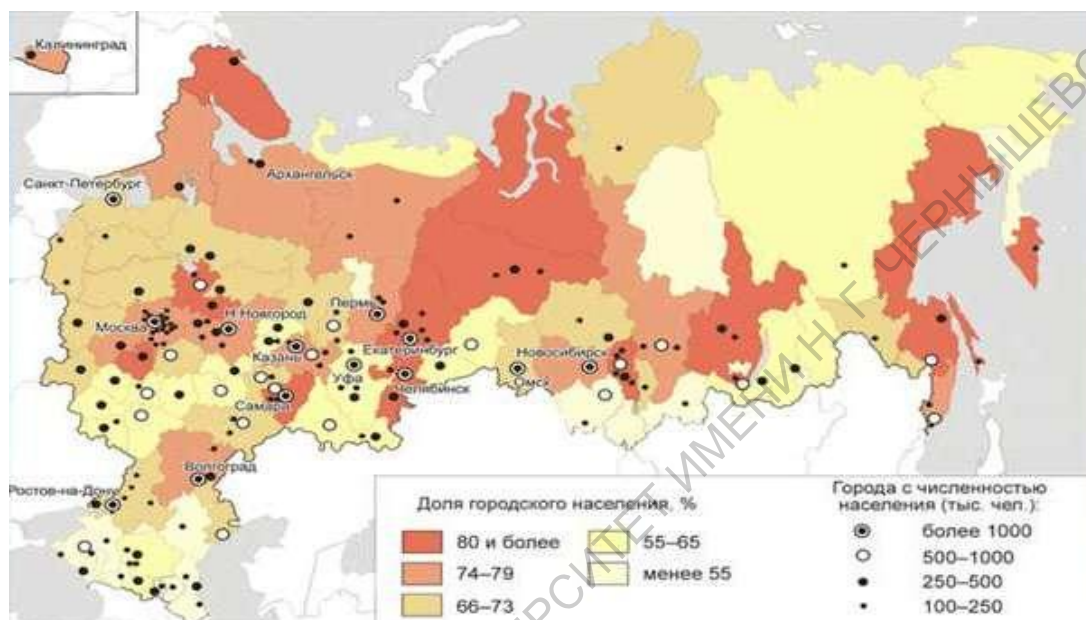 Калининград
Санкт-Петербург
Архангельск
Москва
Н.Новгород
Пермь
Казань
Екатеринбург
Уфа
Челябинск
Самара
Новосибирск
Омск
Волгоград
Ростов-на-Дону
Доля городского населения, %
80 и более
74–79
66–73
55–65
менее 55
Города с численностью
населения (тыс. чел.):
более 1000
500–1000
250–500
100–250
ИМЕНИ Н. Г. ЧЕРНЫШЕВСКО